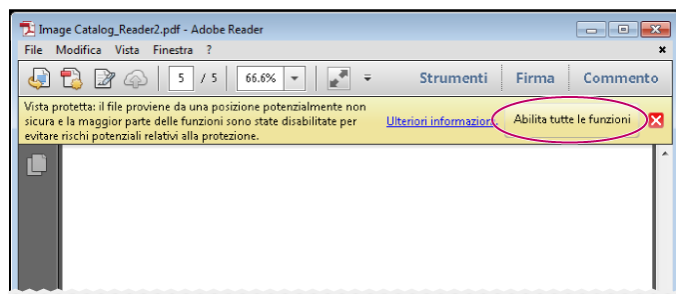 Image Catalog_Reader2.pdf - Adobe Reader
File Modifica Vista Finestra ?
5 / 5 66.6% Strumenti Firma Commento
Vista protetta: il file proviene da una posizione potenzialmente non
sicura e la maggior parte delle funzioni sono state disabilitate per
evitare rischi potenziali relativi alla protezione.
Ulteriori informazioni. Abilita tutte le funzioni